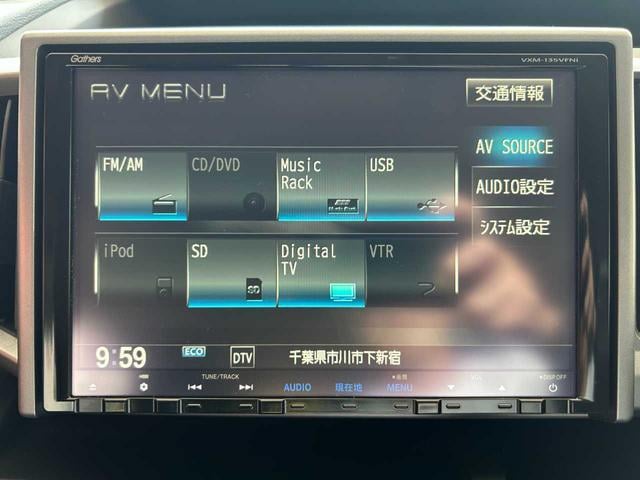 Gathers
VXM-135VFNi
AV MENU
交通情報
AV SOURCE
FM/AM
CD/DVD
Music Rack
USB
AUDIO設定
iPod
SD
Digital TV
VTR
システム設定
9:59
ECO
DTV
千葉県市川市下新宿
TUNE/TRACK
AUDIO
現在地
MENU
VOL
DISP OFF